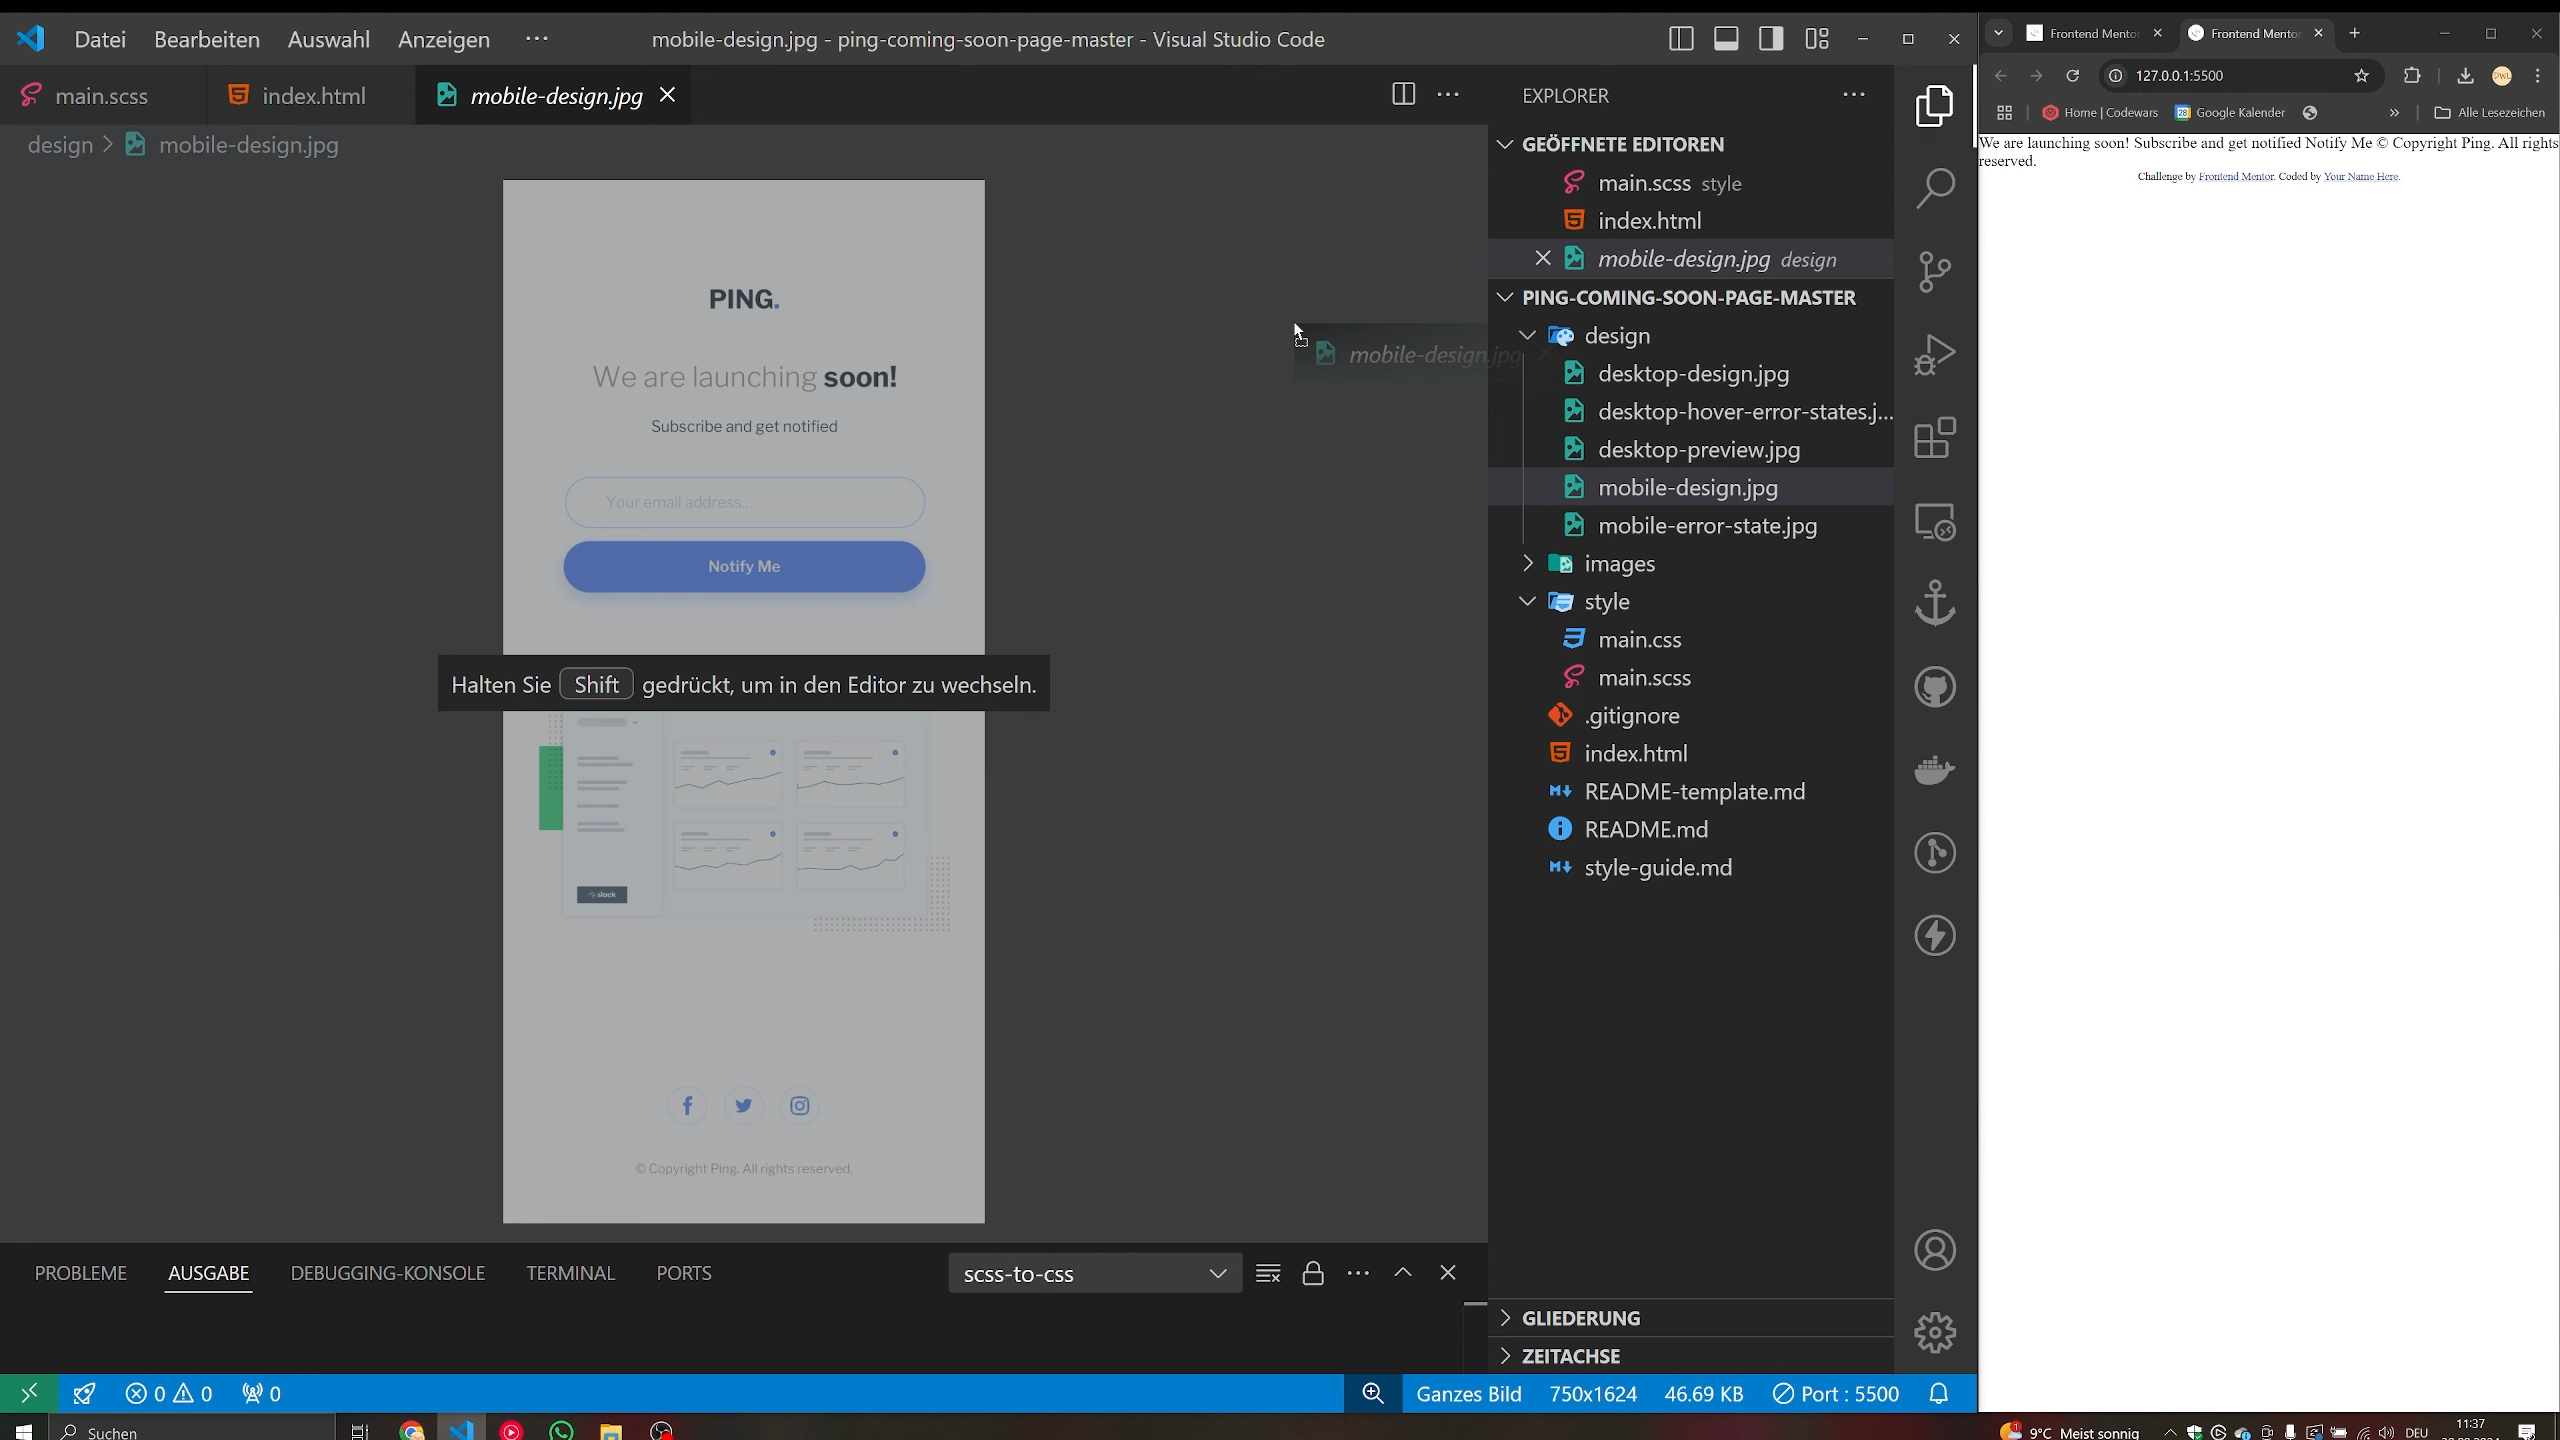 Datei Bearbeiten Auswahl Anzeigen ··· mobile-design.jpg - ping-coming-soon-page-master - Visual Studio Code
main.scss index.html mobile-design.jpg
design > mobile-design.jpg
PING.
We are launching soon!
Subscribe and get notified
Your email address...
Notify Me
Halten Sie Shift gedrückt, um in den Editor zu wechseln.
slack
© Copyright Ping. All rights reserved.
mobile-design.jpg
EXPLORER
GEÖFFNETE EDITOREN
main.scss style
index.html
mobile-design.jpg design
PING-COMING-SOON-PAGE-MASTER
design
desktop-design.jpg
desktop-hover-error-states.j...
desktop-preview.jpg
mobile-design.jpg
mobile-error-state.jpg
images
style
main.css
main.scss
.gitignore
index.html
README-template.md
README.md
style-guide.md
GLIEDERUNG
ZEITACHSE
PROBLEME AUSGABE DEBUGGING-KONSOLE TERMINAL PORTS scss-to-css
0 0 0 Ganzes Bild 750x1624 46.69 KB Port : 5500
Frontend Mentor Frontend Mentor
127.0.0.1:5500
Home | Codewars Google Kalender » Alle Lesezeichen
We are launching soon! Subscribe and get notified Notify Me © Copyright Ping. All rights
reserved.
Challenge by Frontend Mentor. Coded by Your Name Here.
Suchen 9°C Meist sonnig DEU 11:37